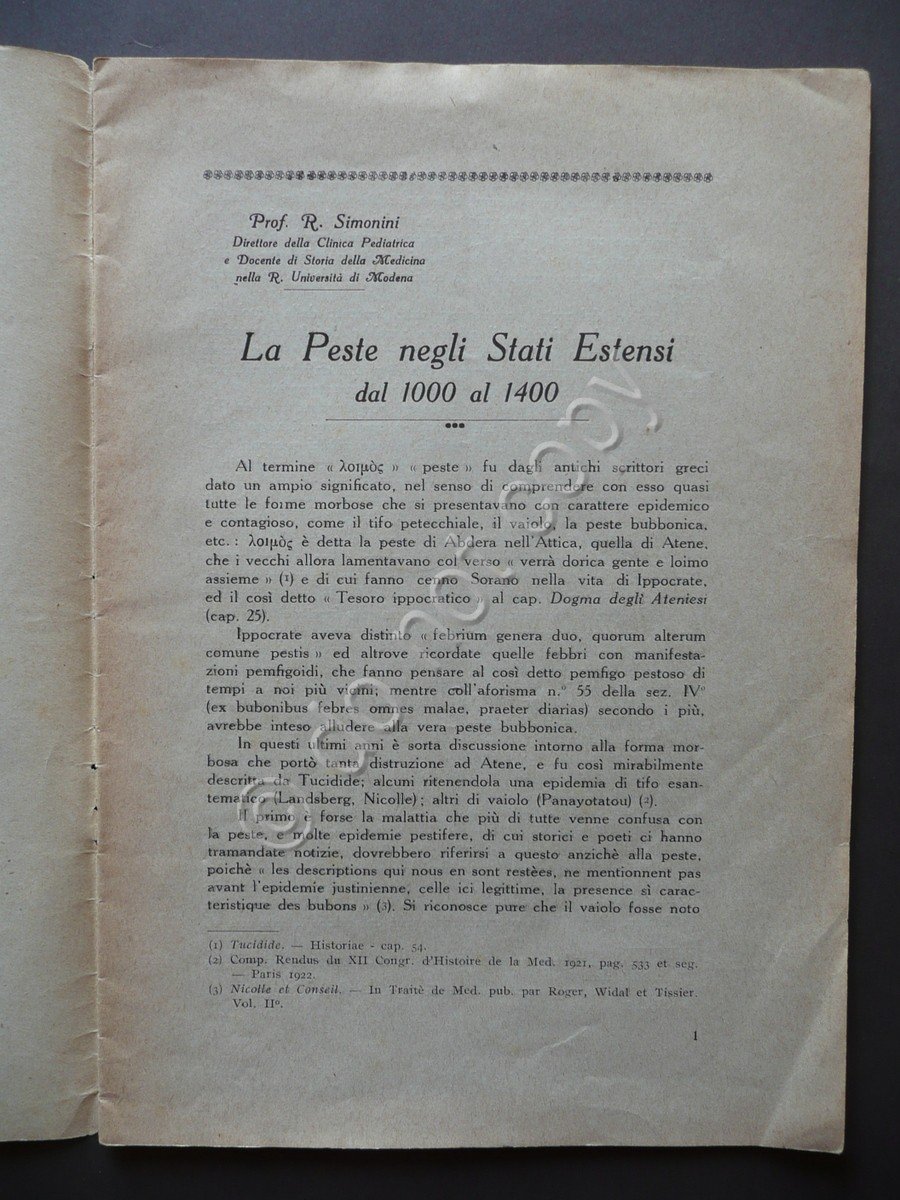 Prof. R. Simonini
Direttore della Clinica Pediatrica
e Docente di Storia della Medicina
nella R. Università di Modena
La Peste negli Stati Estensi
dal 1000 al 1400
Al termine « λοιμὸς » « peste » fu dagli antichi scrittori greci
dato un ampio significato, nel senso di comprendere con esso quasi
tutte le forme morbose che si presentavano con carattere epidemico
e contagioso, come il tifo petecchiale, il vaiolo, la peste bubbonica,
etc. : λοιμὸς è detta la peste di Abdera nell'Attica, quella di Atene,
che i vecchi allora lamentavano col verso « verrà dorica gente e loimo
assieme » (1) e di cui fanno cenno Sorano nella vita di Ippocrate,
ed il così detto « Tesoro ippocratico » al cap. Dogma degli Ateniesi
(cap. 25).
Ippocrate aveva distinto « febrium genera duo, quorum alterum
comune pestis » ed altrove ricordate quelle febbri con manifesta-
zioni pemfigoidi, che fanno pensare al così detto pemfigo pestoso di
tempi a noi più vicini; mentre coll'aforisma n.° 55 della sez. IVª
(ex bubonibus febres omnes malae, praeter diarias) secondo i più,
avrebbe inteso alludere alla vera peste bubbonica.
In questi ultimi anni è sorta discussione intorno alla forma mor-
bosa che portò tanta distruzione ad Atene, e fu così mirabilmente
descritta da Tucidide; alcuni ritenendola una epidemia di tifo esan-
tematico (Landsberg, Nicolle) ; altri di vaiolo (Panayotatou) (2).
Il primo è forse la malattia che più di tutte venne confusa con
la peste, e molte epidemie pestifere, di cui storici e poeti ci hanno
tramandate notizie, dovrebbero riferirsi a questo anzichè alla peste,
poichè « les descriptions qui nous en sont restèes, ne mentionnent pas
avant l'epidemie justinienne, celle ici legittime, la presence sì carac-
teristique des bubons » (3). Si riconosce pure che il vaiolo fosse noto
(1) Tucidide. — Historiae - cap. 54.
(2) Comp. Rendus du XII Congr. d'Histoire de la Med. 1921, pag. 533 et seg.
— Paris 1922.
(3) Nicolle et Conseil. — In Traitè de Med. pub. par Roger, Widal et Tissier.
Vol. IIº.
1
© do not copy